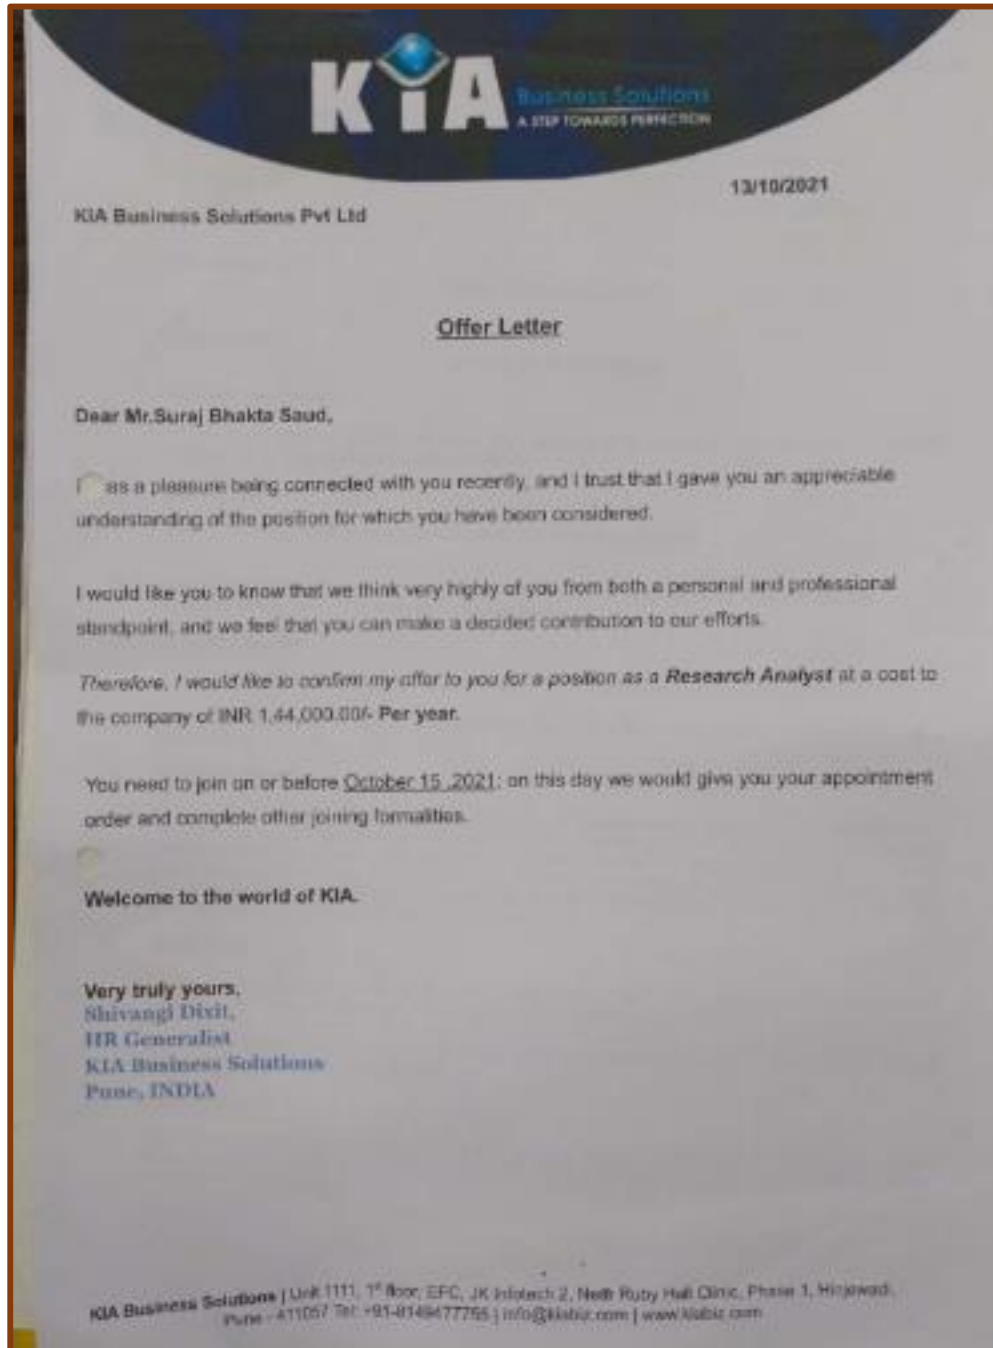 KIA Business Solutions
A STEP TOWARDS PERFECTION
13/10/2021
KIA Business Solutions Pvt Ltd
Offer Letter
Dear Mr.Suraj Bhakta Saud,
as a pleasure being connected with you recently, and I trust that I gave you an appreciable
understanding of the position for which you have been considered.
I would like you to know that we think very highly of you from both a personal and professional
standpoint, and we feel that you can make a decided contribution to our efforts.
Therefore, I would like to confirm my offer to you for a position as a Research Analyst at a cost to
the company of INR 1,44,000.00/- Per year.
You need to join on or before October 15 ,2021; on this day we would give you your appointment
order and complete other joining formalities.
Welcome to the world of KIA.
Very truly yours,
Shivangi Dixit,
HR Generalist
KIA Business Solutions
Pune, INDIA
KIA Business Solutions | Unit 1111, 1st floor, EFC, JK Infotech 2, Ruby Hall Clinic, Phase 1, Hinjewadi,
Pune - 411057 Tel: | info@kiabiz.com | www.kiabiz.com